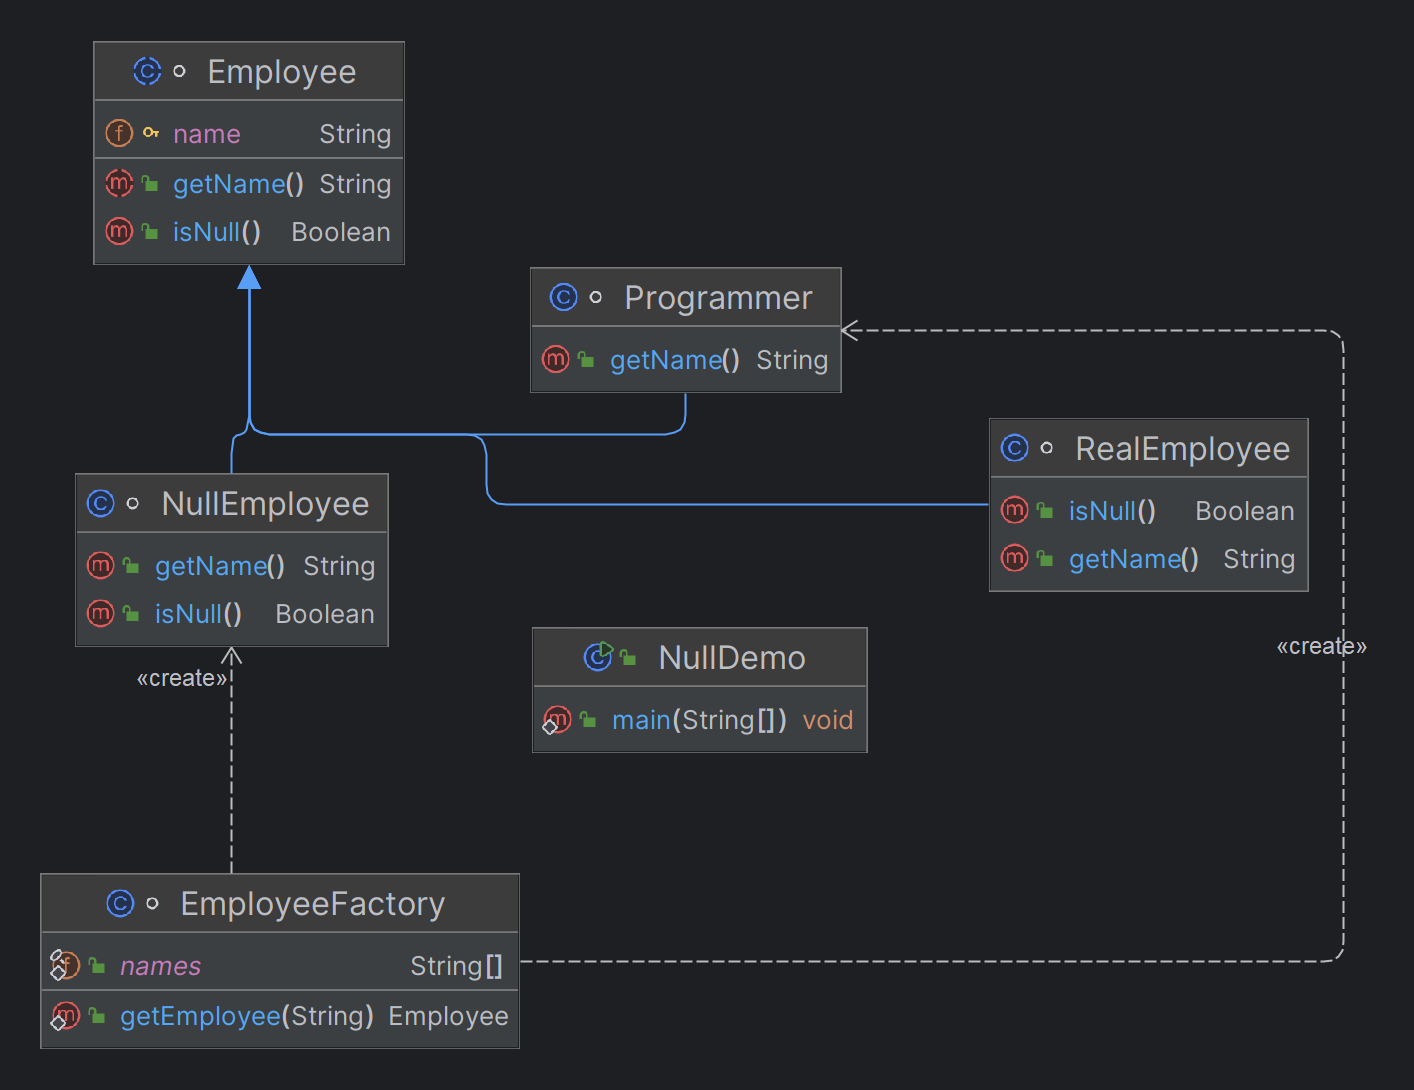 Employee
name String
getName() String
isNull() Boolean
Programmer
getName() String
RealEmployee
isNull() Boolean
getName() String
NullEmployee
getName() String
isNull() Boolean
«create»
NullDemo
main(String[]) void
«create»
EmployeeFactory
names String[]
getEmployee(String) Employee